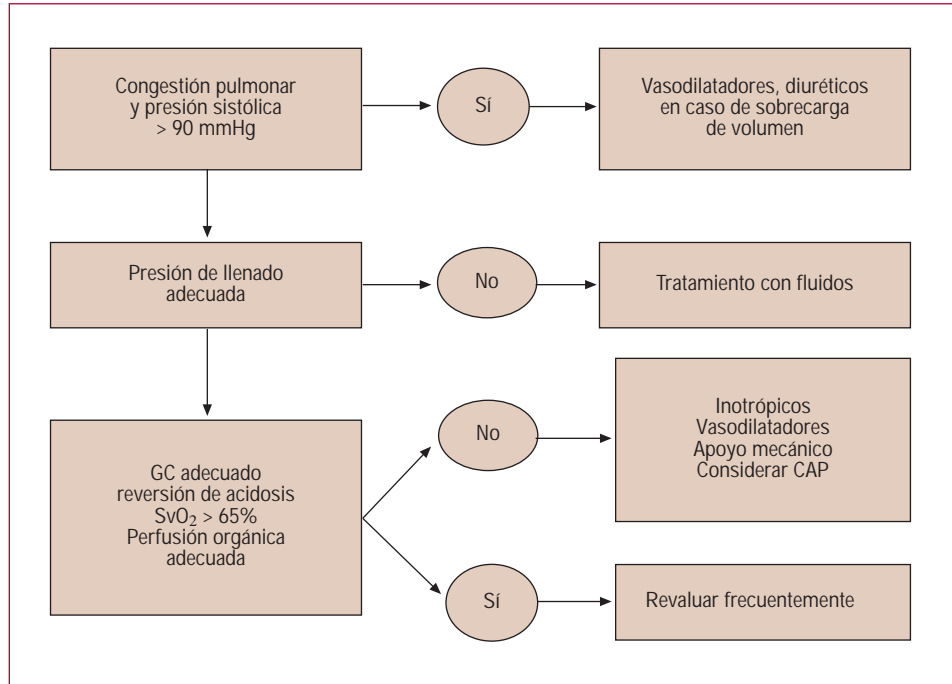 Congestión pulmonar
y presión sistólica
> 90 mmHg
Sí
Vasodilatadores, diuréticos
en caso de sobrecarga
de volumen
Presión de llenado
adecuada
No
Tratamiento con fluidos
GC adecuado
reversión de acidosis
SvO₂ > 65%
Perfusión orgánica
adecuada
No
Inotrópicos
Vasodilatadores
Apoyo mecánico
Considerar CAP
Sí
Revaluar frecuentemente